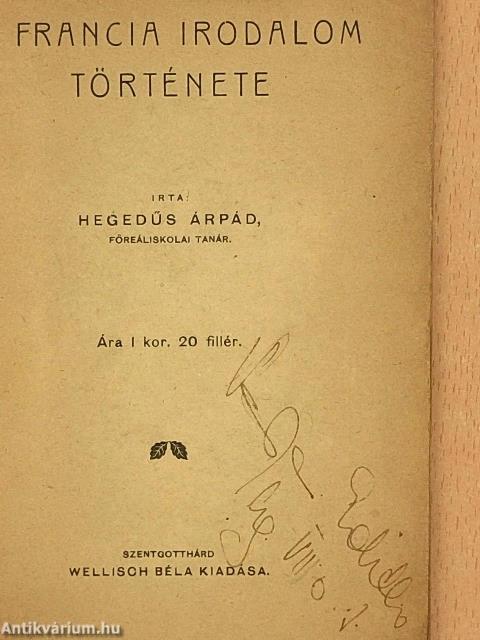 FRANCIA IRODALOM
TÖRTÉNETE
IRTA:
HEGEDŰS ÁRPÁD,
FŐREÁLISKOLAI TANÁR.
Ára 1 kor. 20 fillér.
SZENTGOTTHÁRD
WELLISCH BÉLA KIADÁSA.
Antikvárium.hu